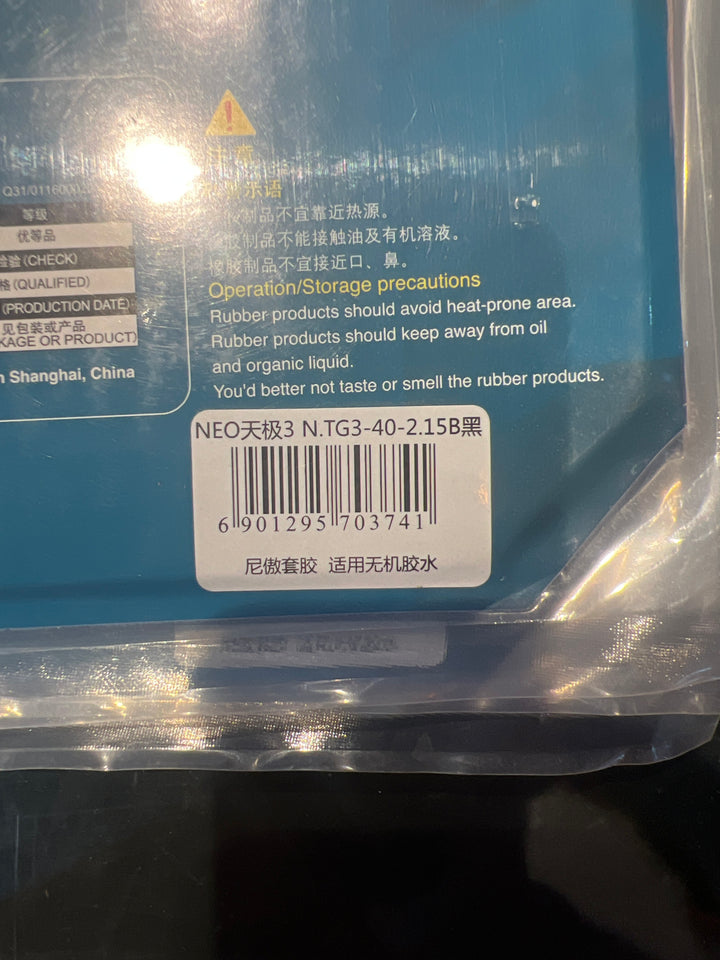 Q31/0116000
等级
优等品
检验(CHECK)
格(QUALIFIED)
(PRODUCTION DATE)
见包装或产品
KAGE OR PRODUCT)
n Shanghai, China
示语
制品不宜靠近热源。
胶制品不能接触油及有机溶液。
橡胶制品不宜接近口、鼻。
Operation/Storage precautions
Rubber products should avoid heat-prone area.
Rubber products should keep away from oil
and organic liquid.
You'd better not taste or smell the rubber products.
NEO天极3 N.TG3-40-2.15B黑
6 901295 703741
尼傲套胶 适用无机胶水